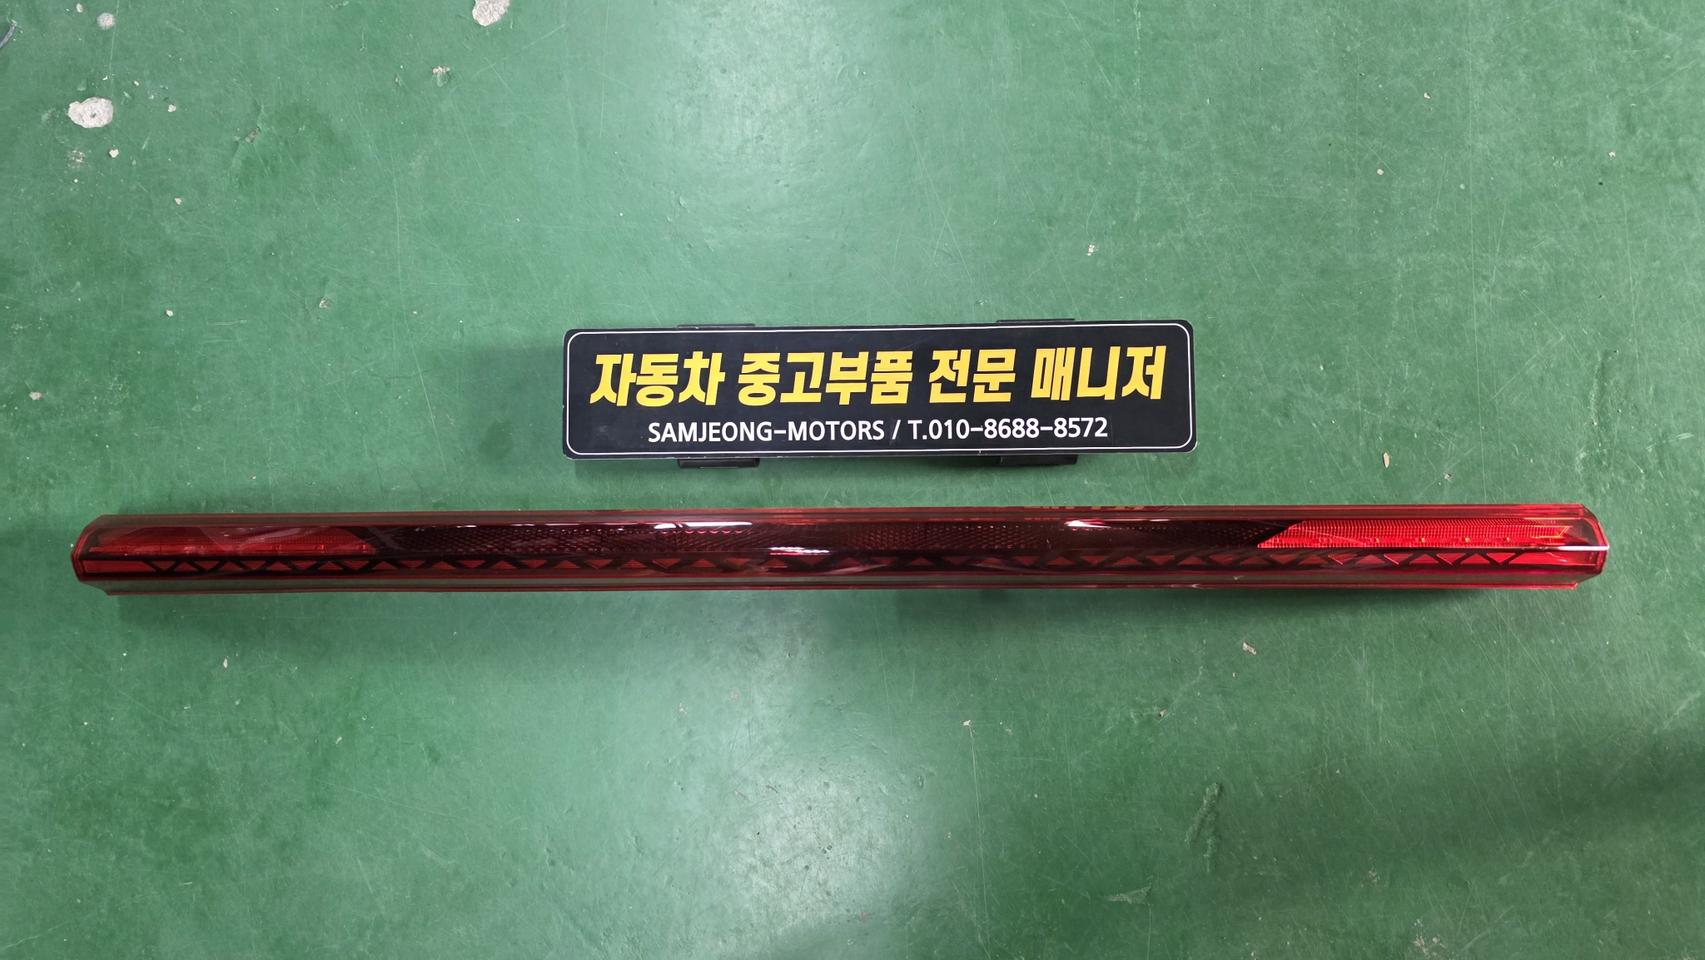 자동차 중고부품 전문 매니저
SAMJEONG-MOTORS / T.010-8688-8572